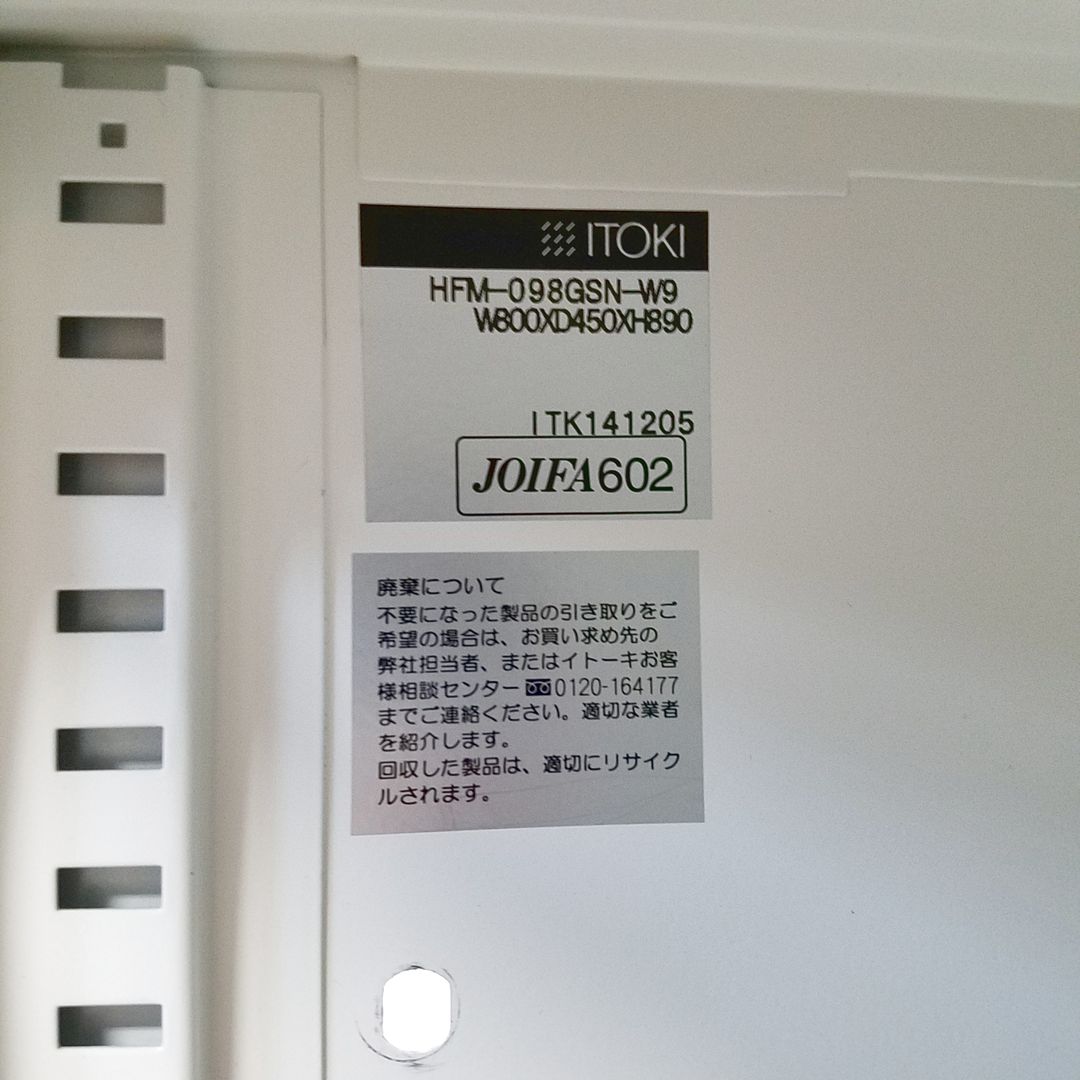 ITOKI
HFM-098GSN-W9
W800XD450XH890
ITK141205
JOIFA602
廃棄について
不要になった製品の引き取りをご
希望の場合は、お買い求め先の
弊社担当者、またはイトーキお客
様相談センター 0120-164177
までご連絡ください。適切な業者
を紹介します。
回収した製品は、適切にリサイク
ルされます。